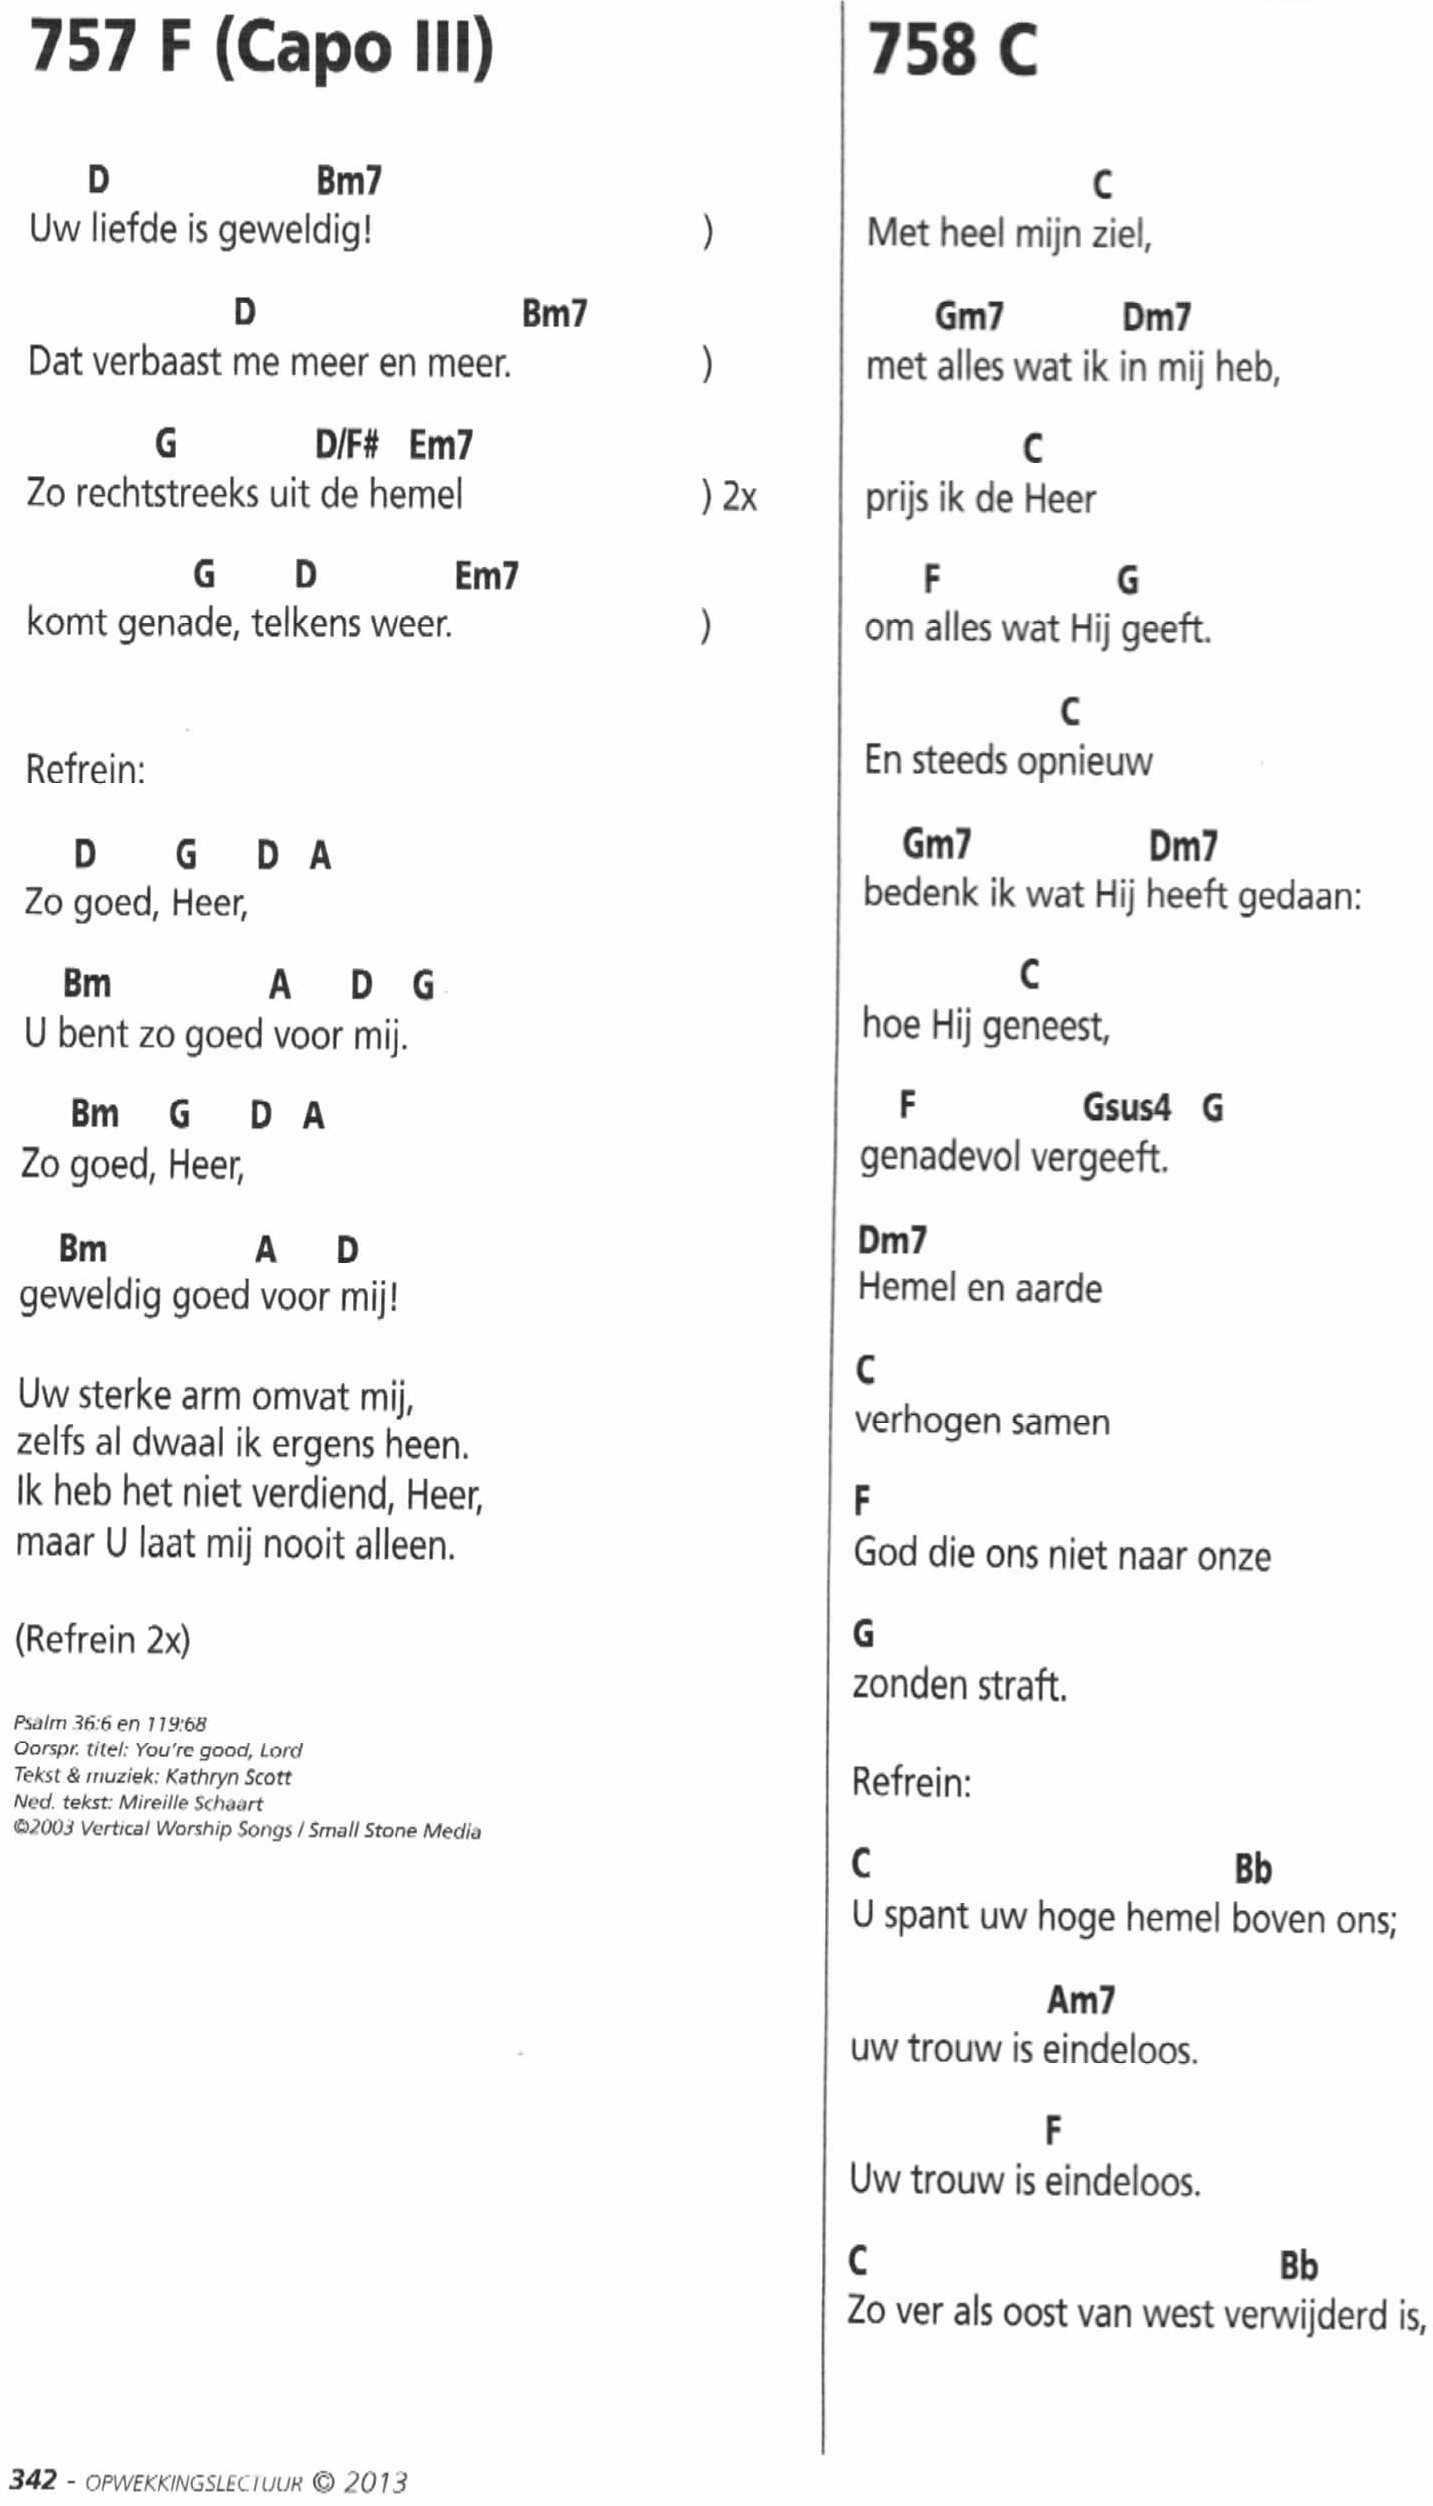 757 F (Capo III)
D Bm7
Uw liefde is geweldig! )
D Bm7
Dat verbaast me meer en meer. )
G D/F# Em7
Zo rechtstreeks uit de hemel ) 2x
G D Em7
komt genade, telkens weer. )
Refrein:
D G D A
Zo goed, Heer,
Bm A D G
U bent zo goed voor mij.
Bm G D A
Zo goed, Heer,
Bm A D
geweldig goed voor mij!
Uw sterke arm omvat mij,
zelfs al dwaal ik ergens heen.
Ik heb het niet verdiend, Heer,
maar U laat mij nooit alleen.
(Refrein 2x)
Psalm 36:6 en 119:68
Oorspr. titel: You're good, Lord
Tekst & muziek: Kathryn Scott
Ned. tekst: Mireille Schaart
©2003 Vertical Worship Songs / Small Stone Media
758 C
C
Met heel mijn ziel,
Gm7 Dm7
met alles wat ik in mij heb,
C
prijs ik de Heer
F G
om alles wat Hij geeft.
C
En steeds opnieuw
Gm7 Dm7
bedenk ik wat Hij heeft gedaan:
C
hoe Hij geneest,
F Gsus4 G
genadevol vergeeft.
Dm7
Hemel en aarde
C
verhogen samen
F
God die ons niet naar onze
G
zonden straft.
Refrein:
C Bb
U spant uw hoge hemel boven ons;
Am7
uw trouw is eindeloos.
F
Uw trouw is eindeloos.
C Bb
Zo ver als oost van west verwijderd is,
342 - OPWEKKINGSLECTUUR © 2013